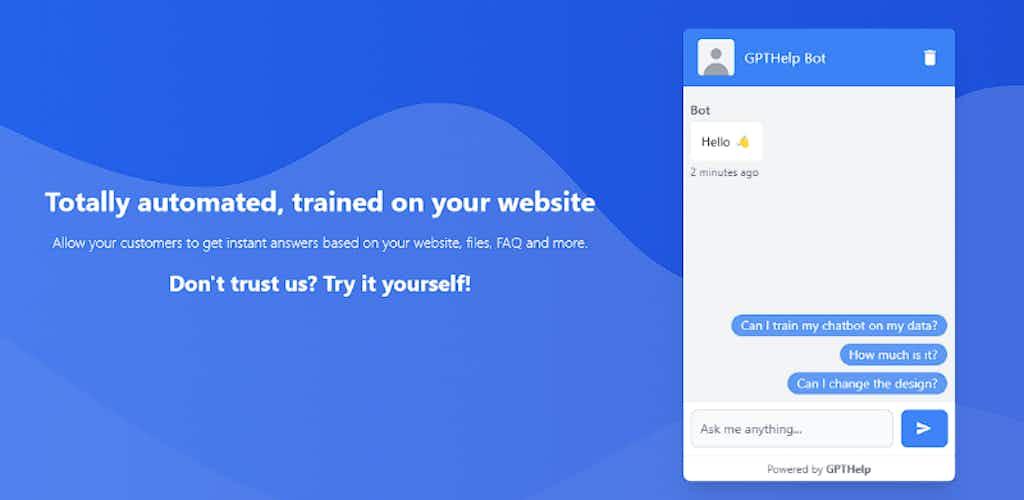 Totally automated, trained on your website
Allow your customers to get instant answers based on your website, files, FAQ and more.
Don't trust us? Try it yourself!
GPTHelp Bot
Bot
Hello 👋
2 minutes ago
Can I train my chatbot on my data?
How much is it?
Can I change the design?
Ask me anything...
Powered by GPTHelp